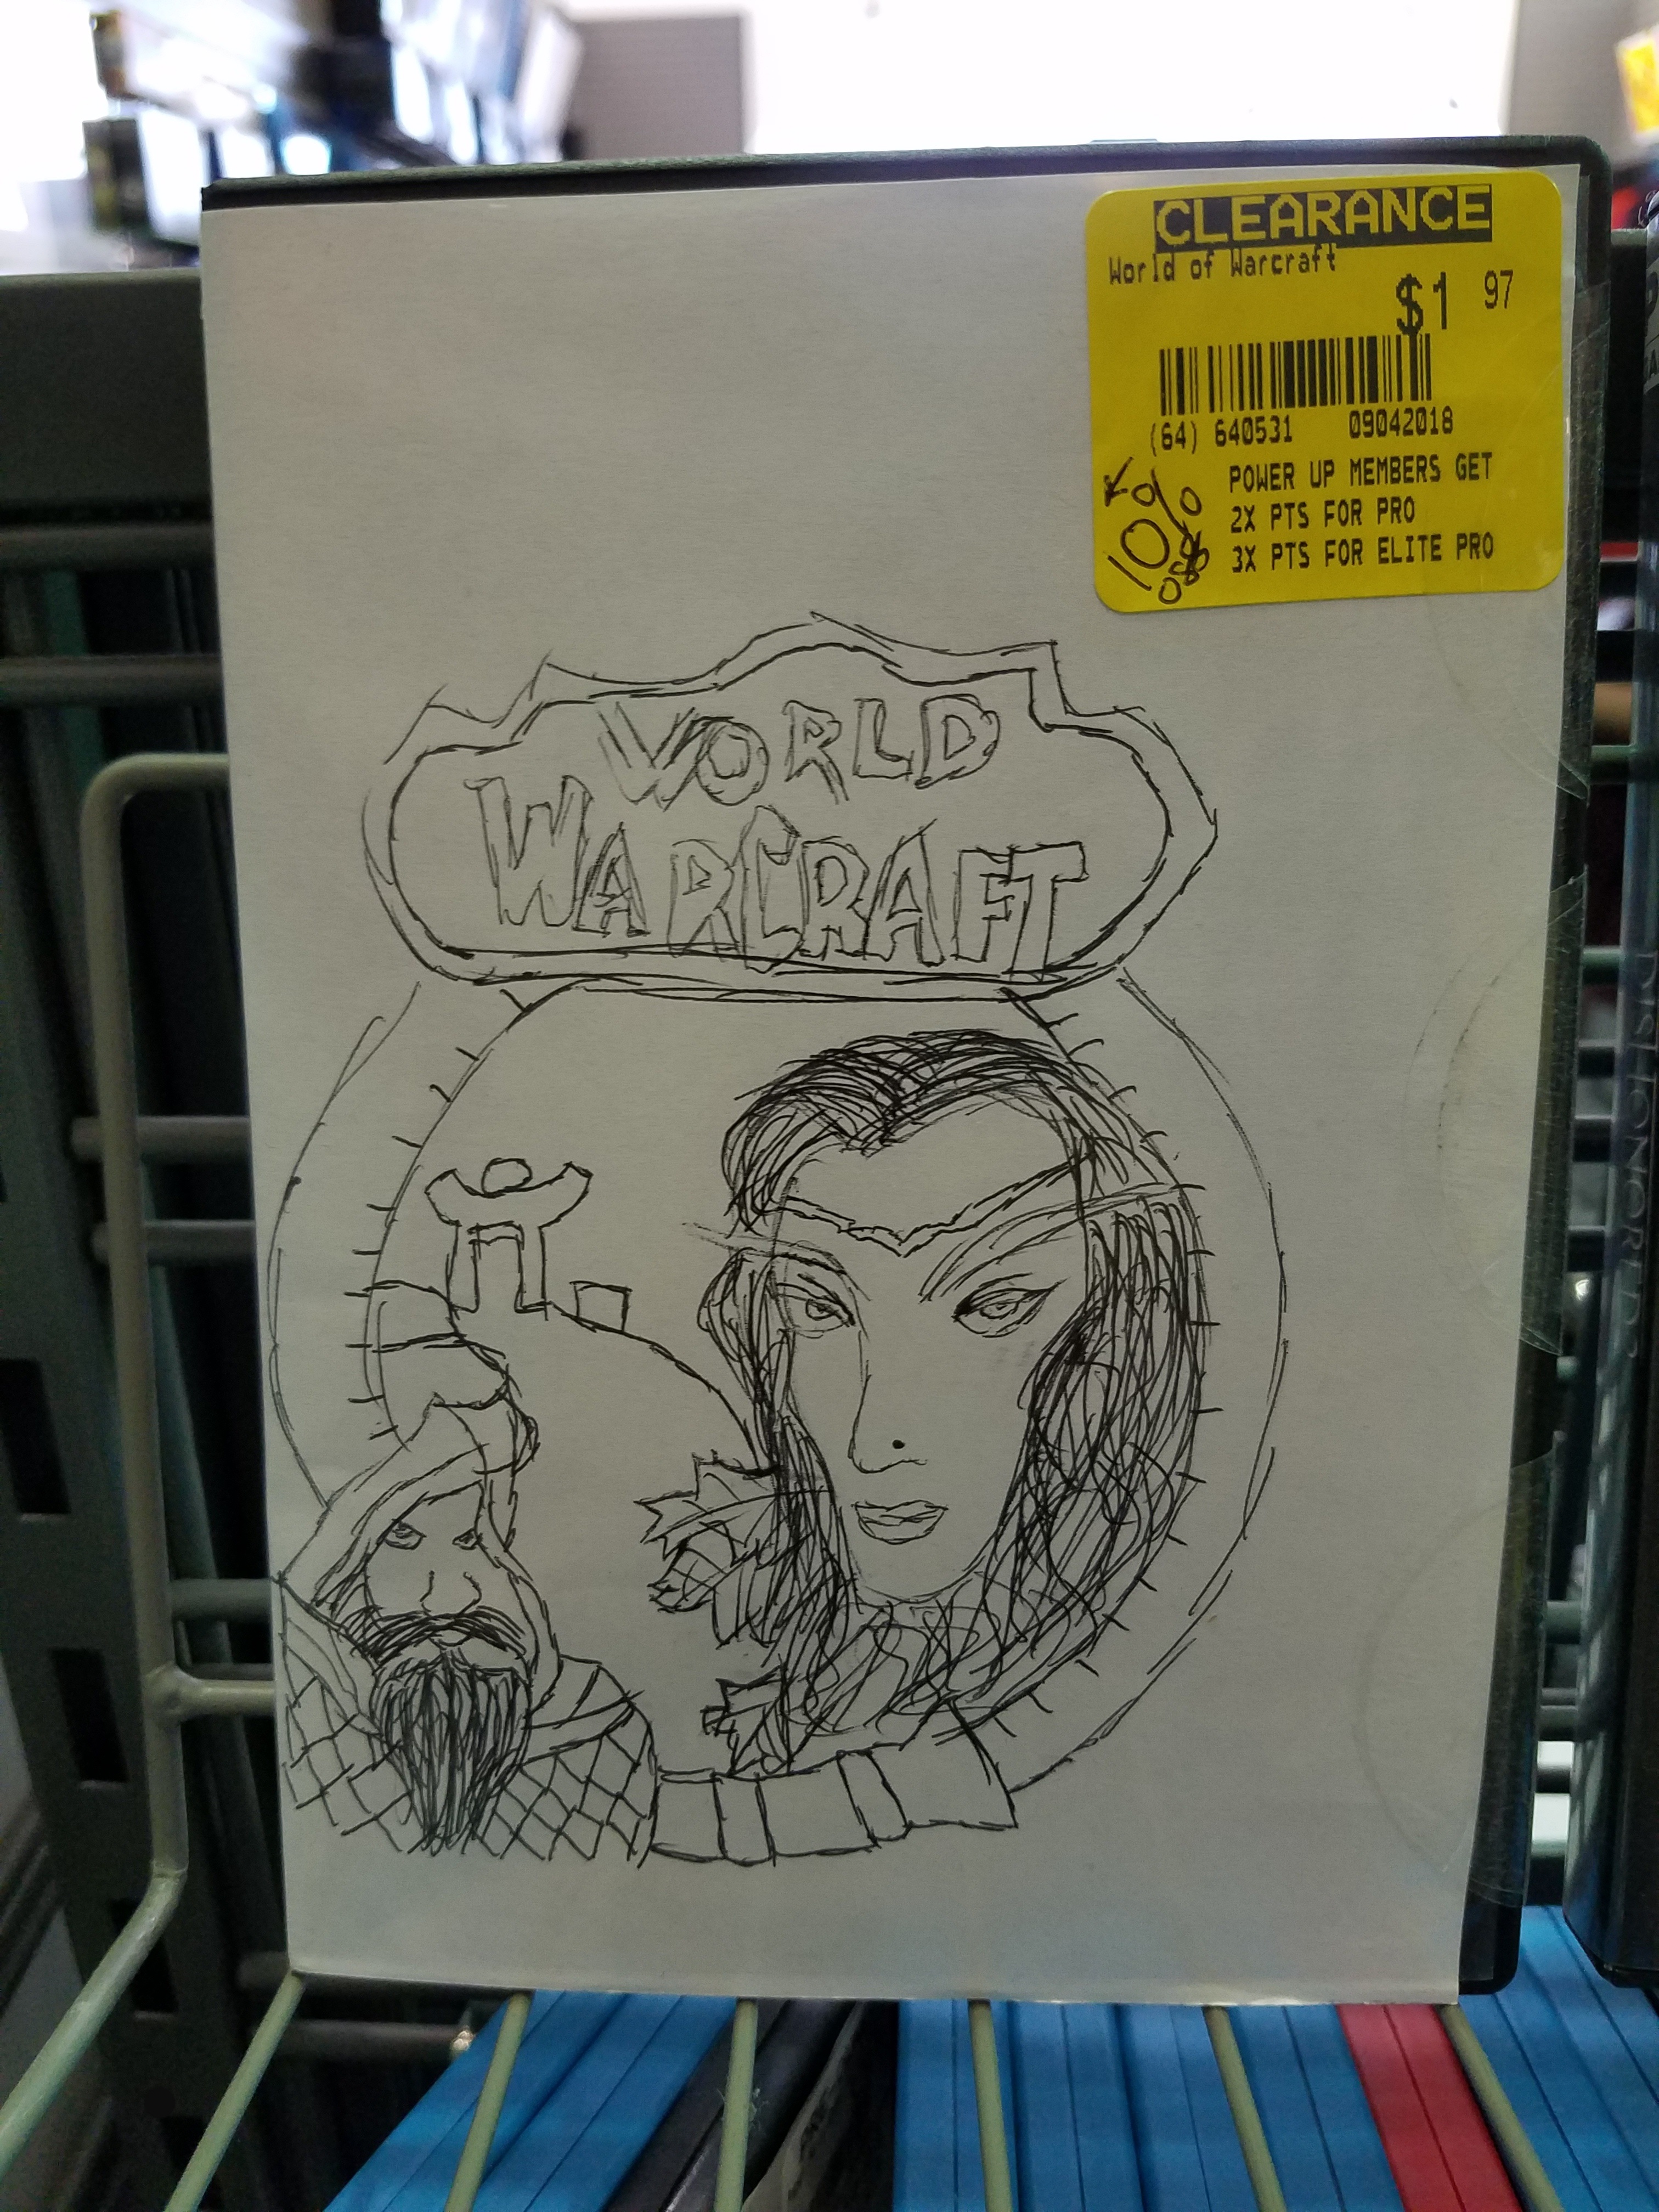 CLEARANCE
World of Warcraft
$1 97
(64) 640531 09042018
POWER UP MEMBERS GET
2X PTS FOR PRO
3X PTS FOR ELITE PRO
10%
WORLD
WARCRAFT